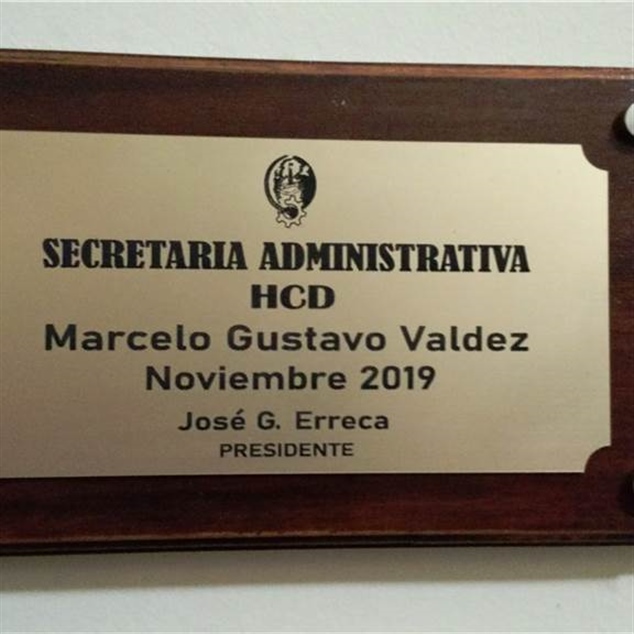 SECRETARIA ADMINISTRATIVA
HCD
Marcelo Gustavo Valdez
Noviembre 2019
José G. Erreca
PRESIDENTE